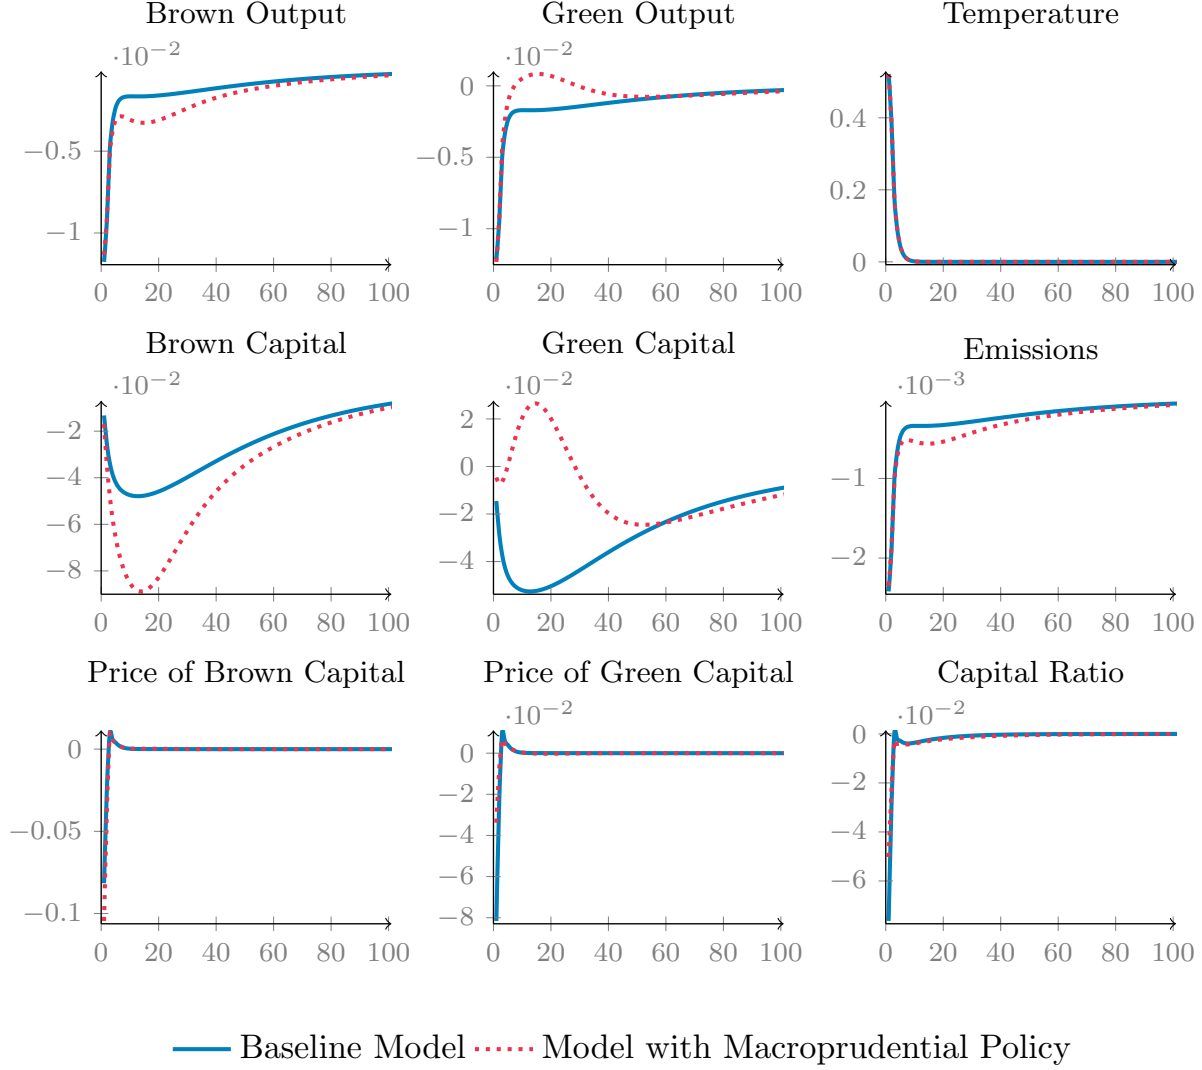 Brown Output Green Output Temperature
·10⁻² ·10⁻²
−0.5
−1
0 20 40 60 80 100
0
−0.5
−1
0 20 40 60 80 100
0.4
0.2
0
0 20 40 60 80 100
Brown Capital Green Capital Emissions
·10⁻² ·10⁻² ·10⁻³
−2
−4
−6
−8
0 20 40 60 80 100
2
0
−2
−4
0 20 40 60 80 100
−1
−2
0 20 40 60 80 100
Price of Brown Capital Price of Green Capital Capital Ratio
·10⁻² ·10⁻²
0
−0.05
−0.1
0 20 40 60 80 100
0
−2
−4
−6
−8
0 20 40 60 80 100
0
−2
−4
−6
0 20 40 60 80 100
Baseline Model Model with Macroprudential Policy